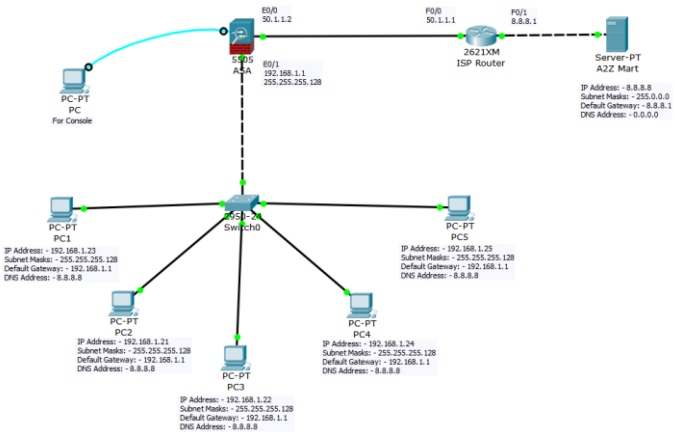 E0/0
50.1.1.2
F0/0
50.1.1.1
F0/1
8.8.8.1
5505
ASA
E0/1
192.168.1.1
255.255.255.128
2621XM
ISP Router
Server-PT
A2Z Mart
IP Address: - 8.8.8.8
Subnet Masks: - 255.0.0.0
Default Gateway: - 8.8.8.1
DNS Address: - 0.0.0.0
PC-PT
PC
For Console
2950-24
Switch0
PC-PT
PC1
IP Address: - 192.168.1.23
Subnet Masks: - 255.255.255.128
Default Gateway: - 192.168.1.1
DNS Address: - 8.8.8.8
PC-PT
PC5
IP Address: - 192.168.1.25
Subnet Masks: - 255.255.255.128
Default Gateway: - 192.168.1.1
DNS Address: - 8.8.8.8
PC-PT
PC2
IP Address: - 192.168.1.21
Subnet Masks: - 255.255.255.128
Default Gateway: - 192.168.1.1
DNS Address: - 8.8.8.8
PC-PT
PC4
IP Address: - 192.168.1.24
Subnet Masks: - 255.255.255.128
Default Gateway: - 192.168.1.1
DNS Address: - 8.8.8.8
PC-PT
PC3
IP Address: - 192.168.1.22
Subnet Masks: - 255.255.255.128
Default Gateway: - 192.168.1.1
DNS Address: - 8.8.8.8